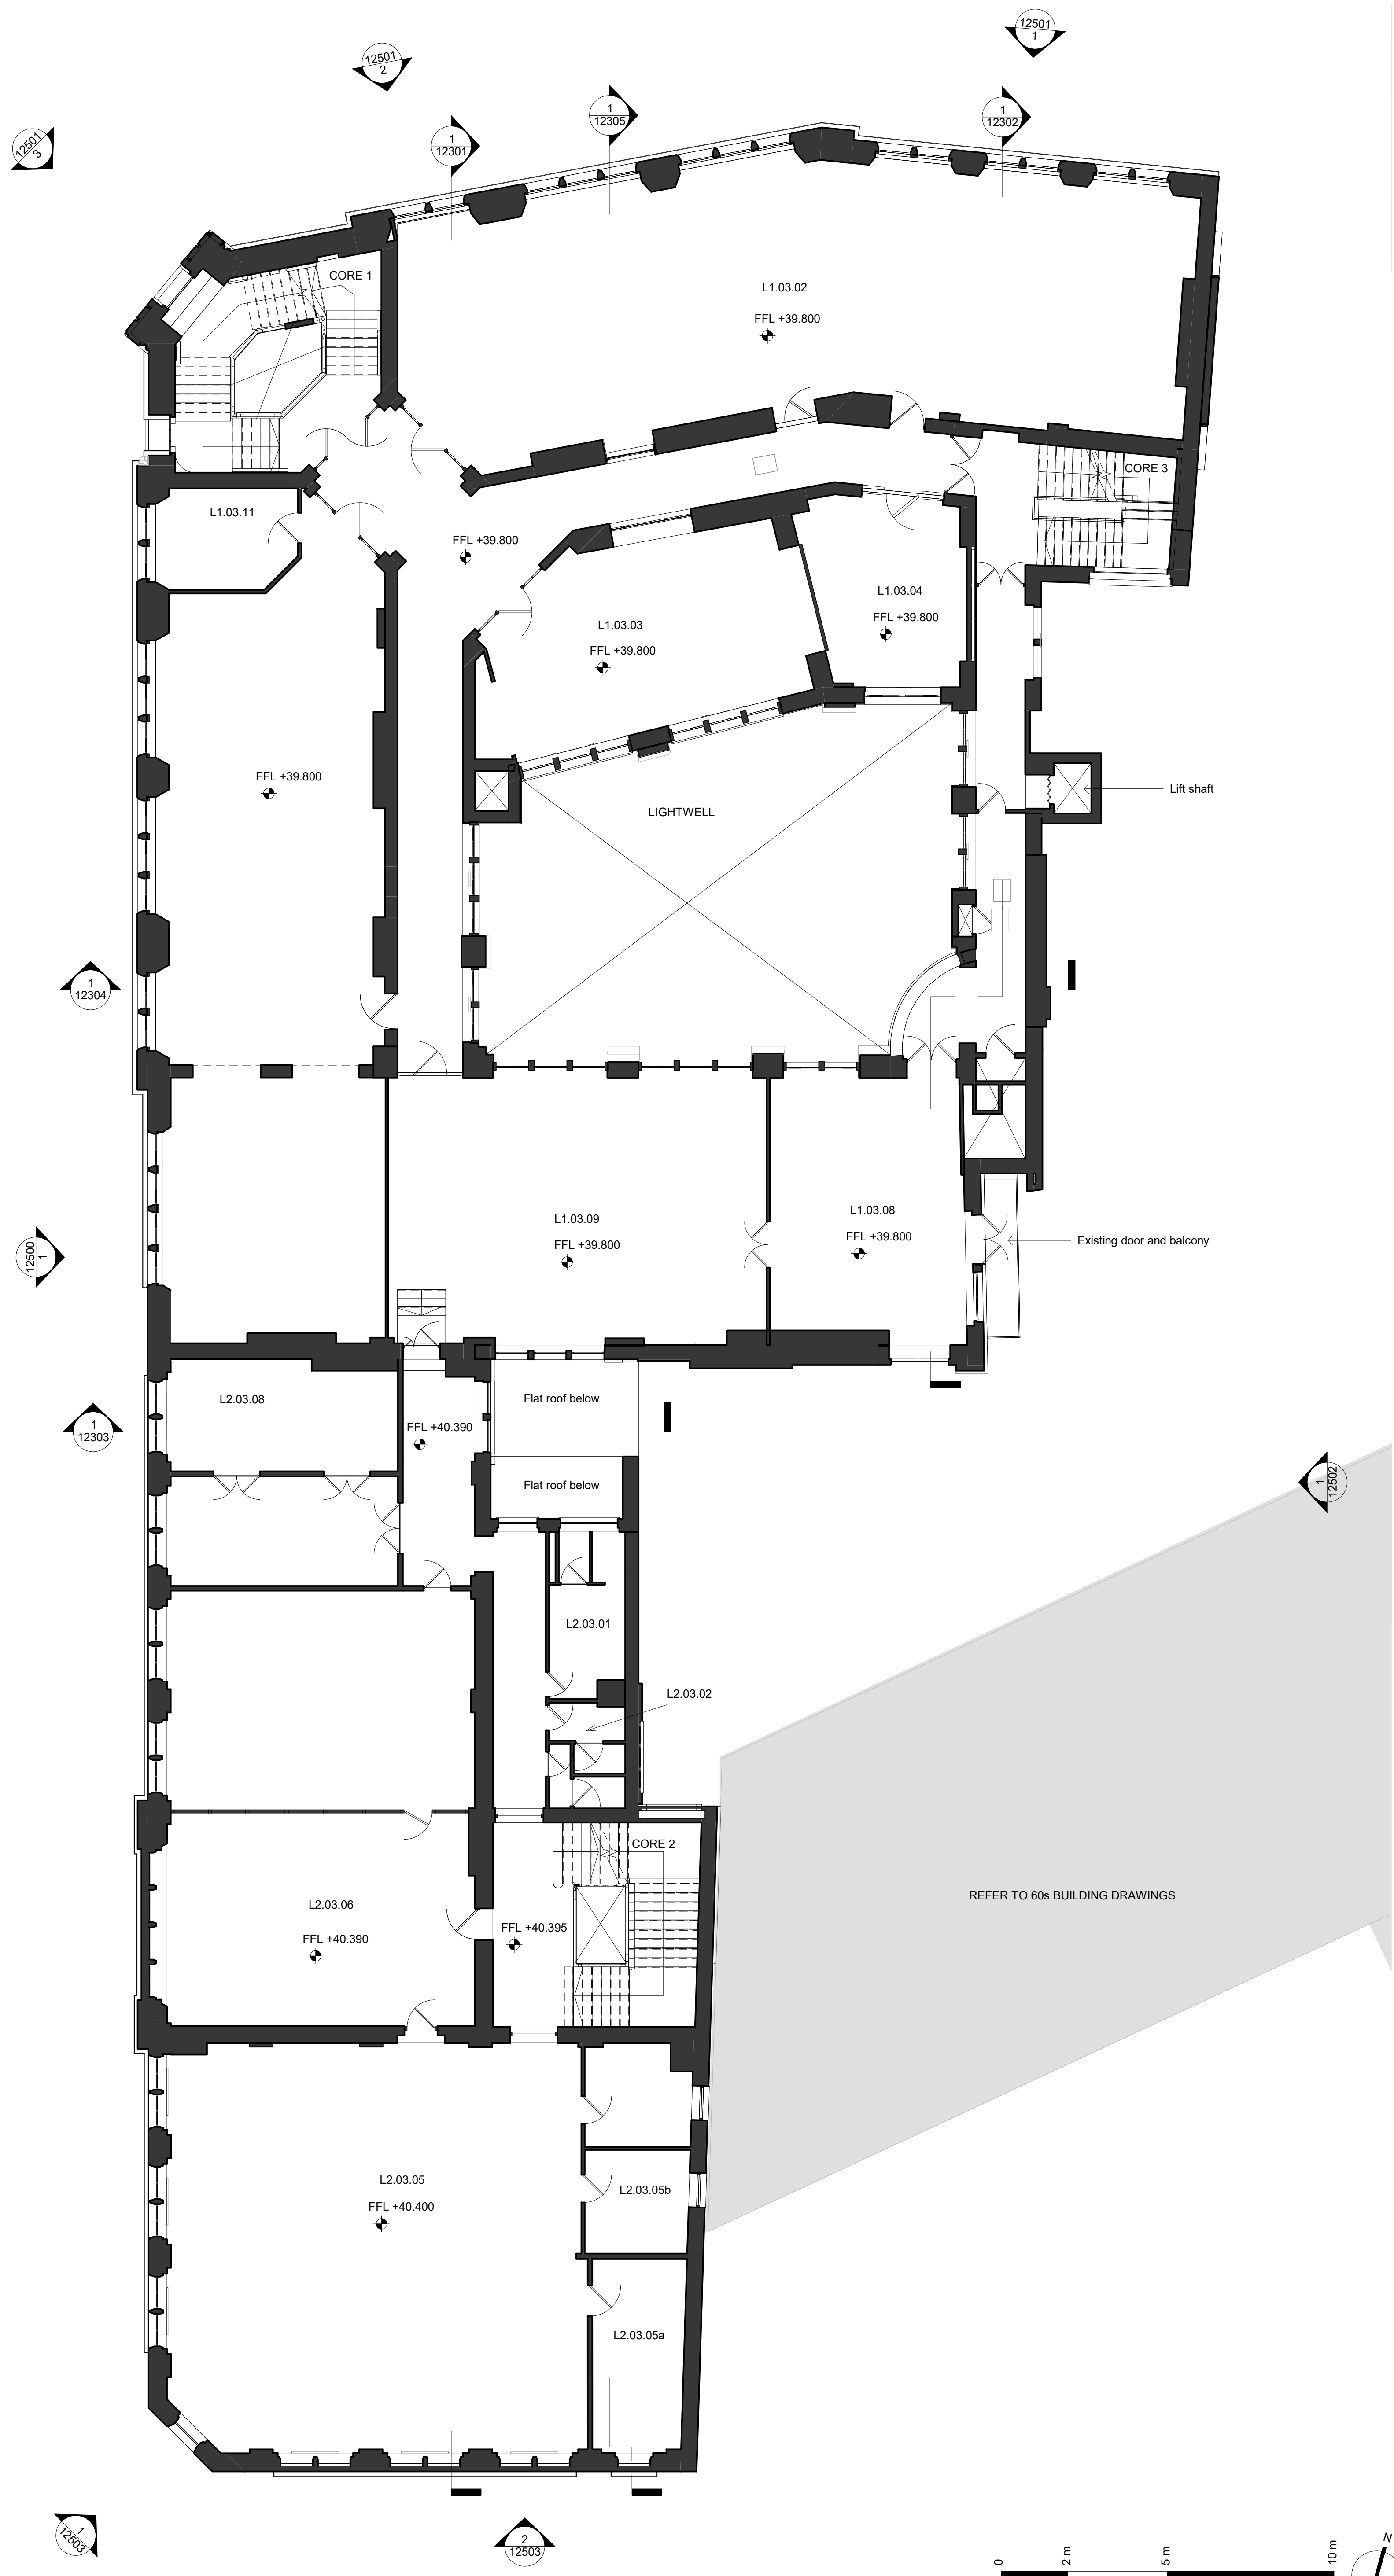 12501
1
12501
2
1
12305
1
12302
1
12301
12501
3
CORE 1
L1.03.02
FFL +39.800
CORE 3
L1.03.11
FFL +39.800
L1.03.04
FFL +39.800
L1.03.03
FFL +39.800
FFL +39.800
Lift shaft
LIGHTWELL
1
12304
L1.03.09
FFL +39.800
L1.03.08
FFL +39.800
Existing door and balcony
12500
1
L2.03.08
Flat roof below
FFL +40.390
1
12303
Flat roof below
1
12502
L2.03.01
L2.03.02
CORE 2
L2.03.06
FFL +40.390
FFL +40.395
REFER TO 60s BUILDING DRAWINGS
L2.03.05
FFL +40.400
L2.03.05b
L2.03.05a
1
12503
2
12503
0
2 m
5 m
10 m
N